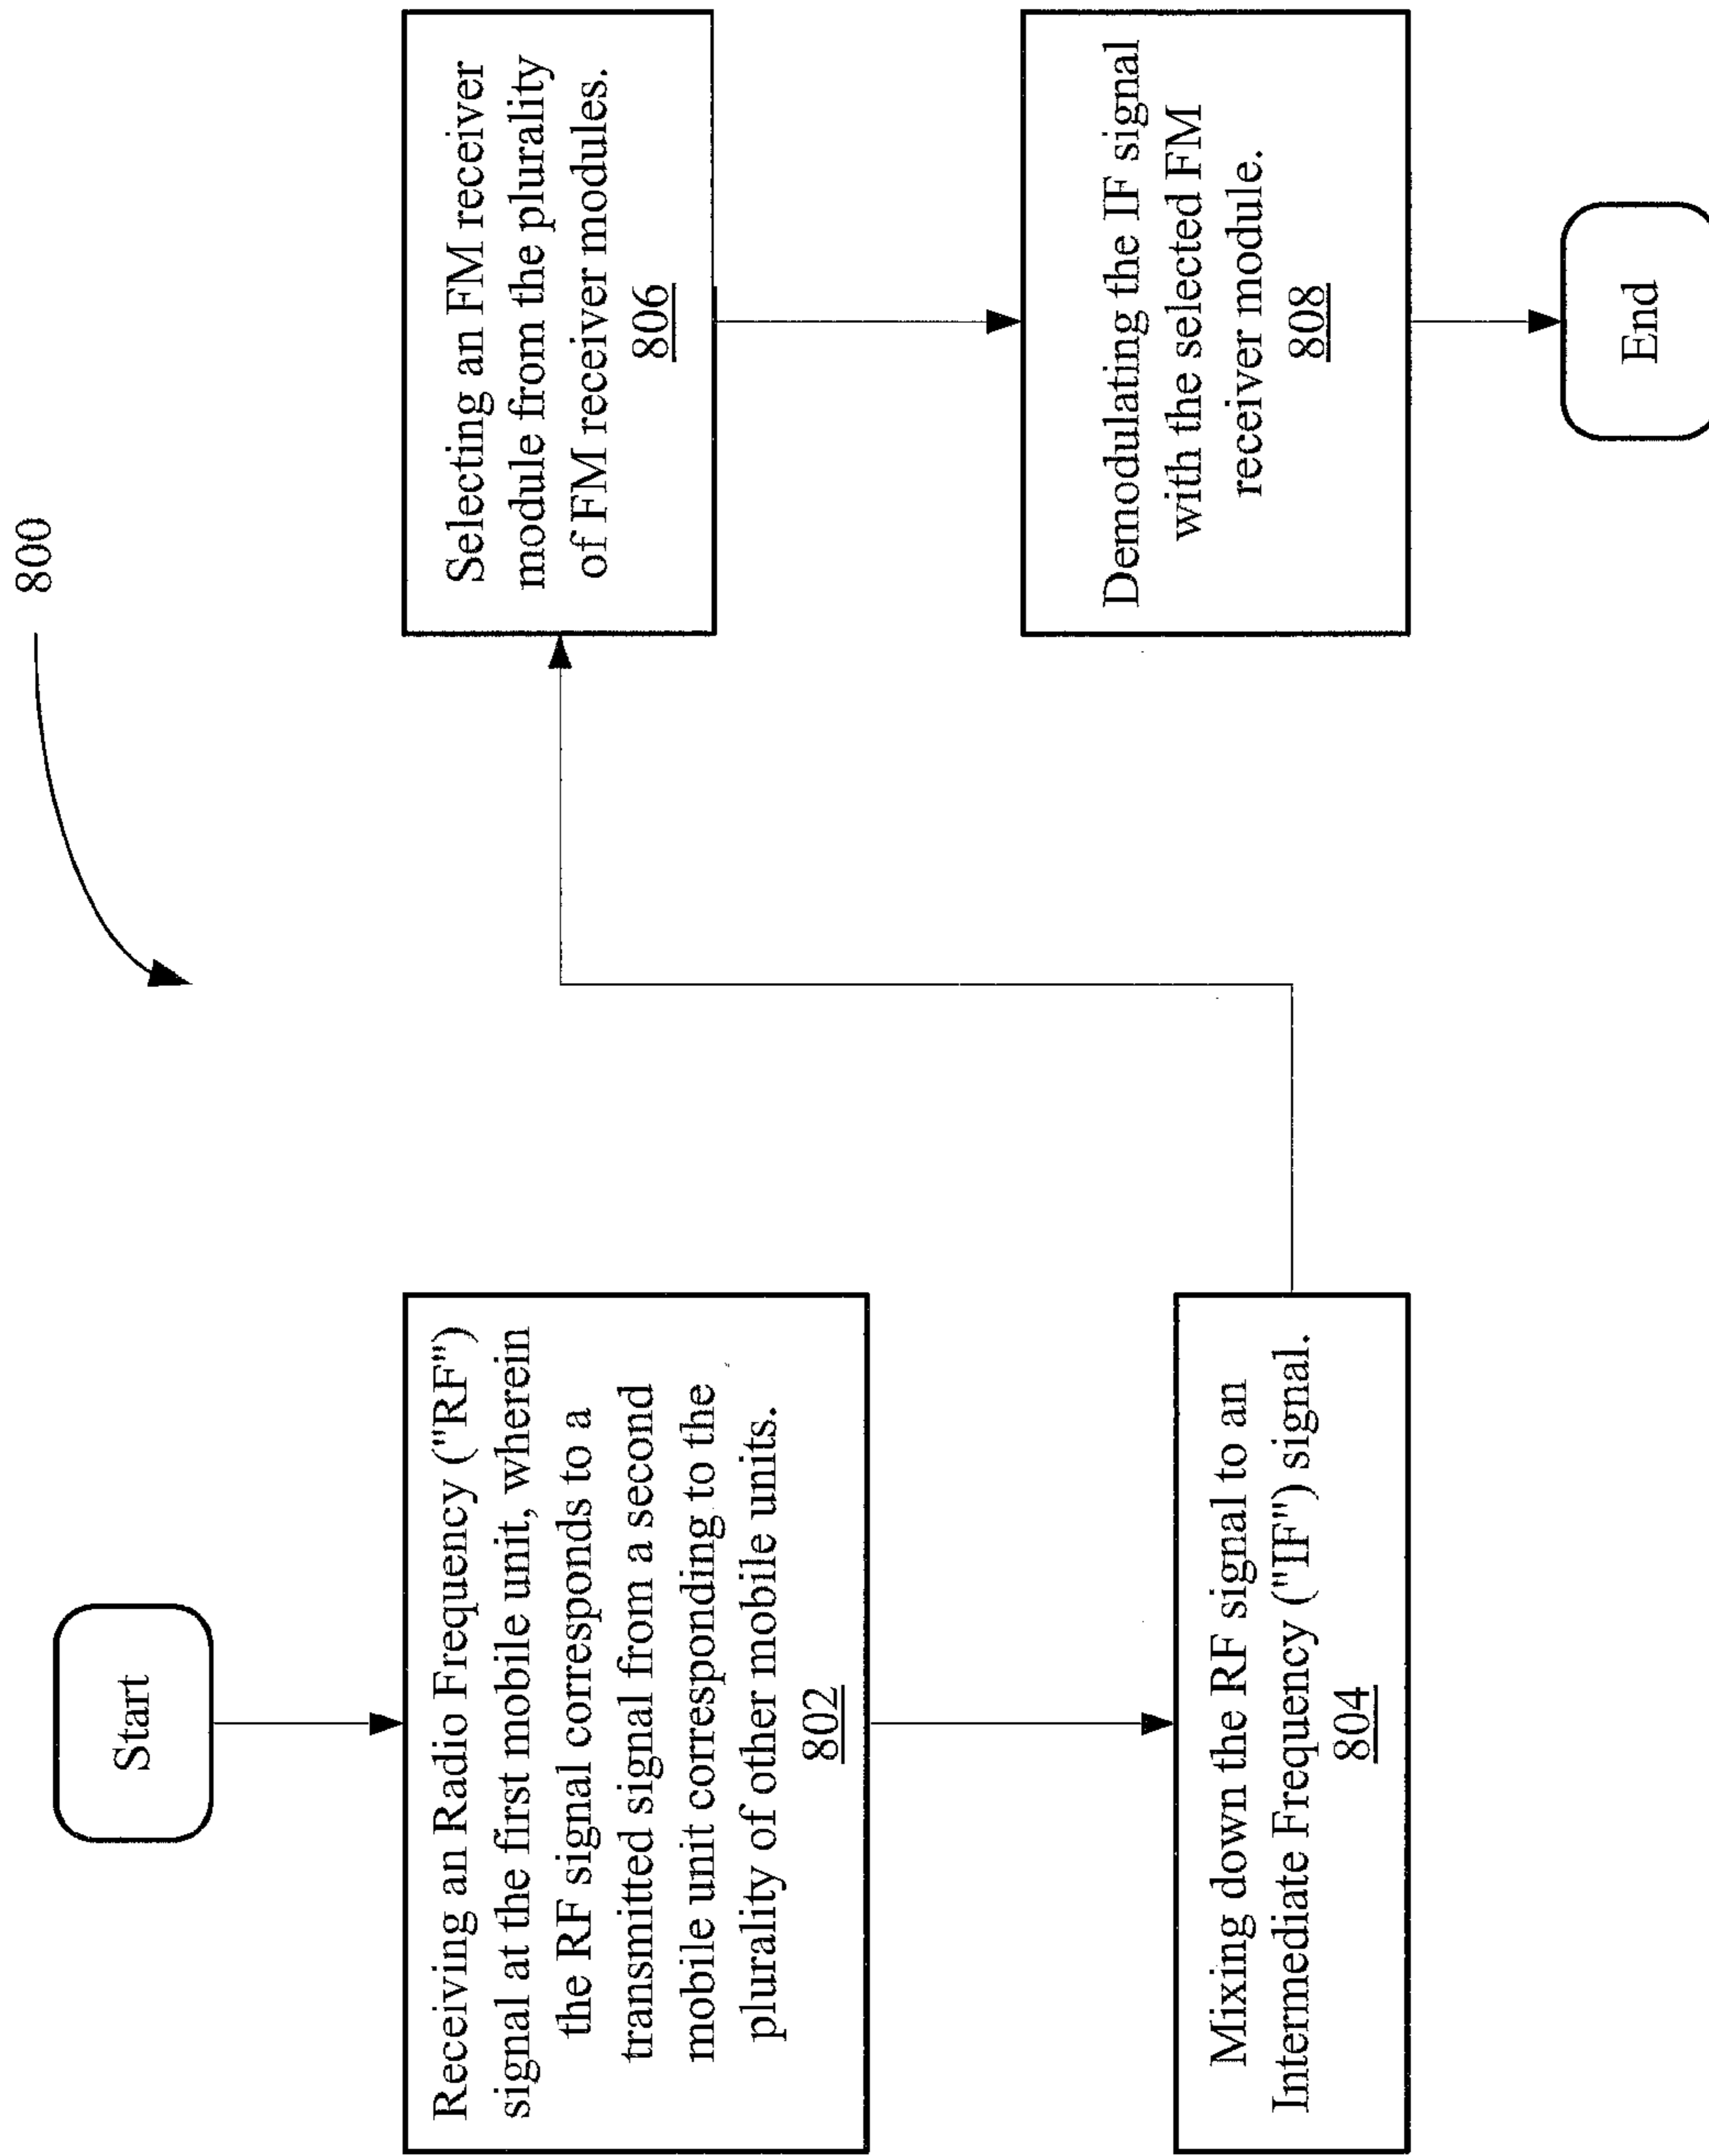 800
Start
Receiving an Radio Frequency ("RF")
signal at the first mobile unit, wherein
the RF signal corresponds to a
transmitted signal from a second
mobile unit corresponding to the
plurality of other mobile units.
802
Mixing down the RF signal to an
Intermediate Frequency ("IF") signal.
804
Selecting an FM receiver
module from the plurality
of FM receiver modules.
806
Demodulating the IF signal
with the selected FM
receiver module.
808
End